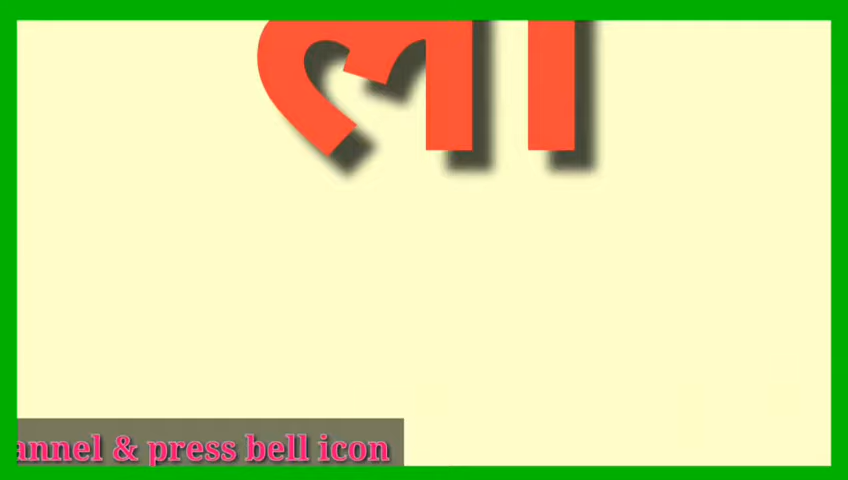 ला
annel & press bell icon